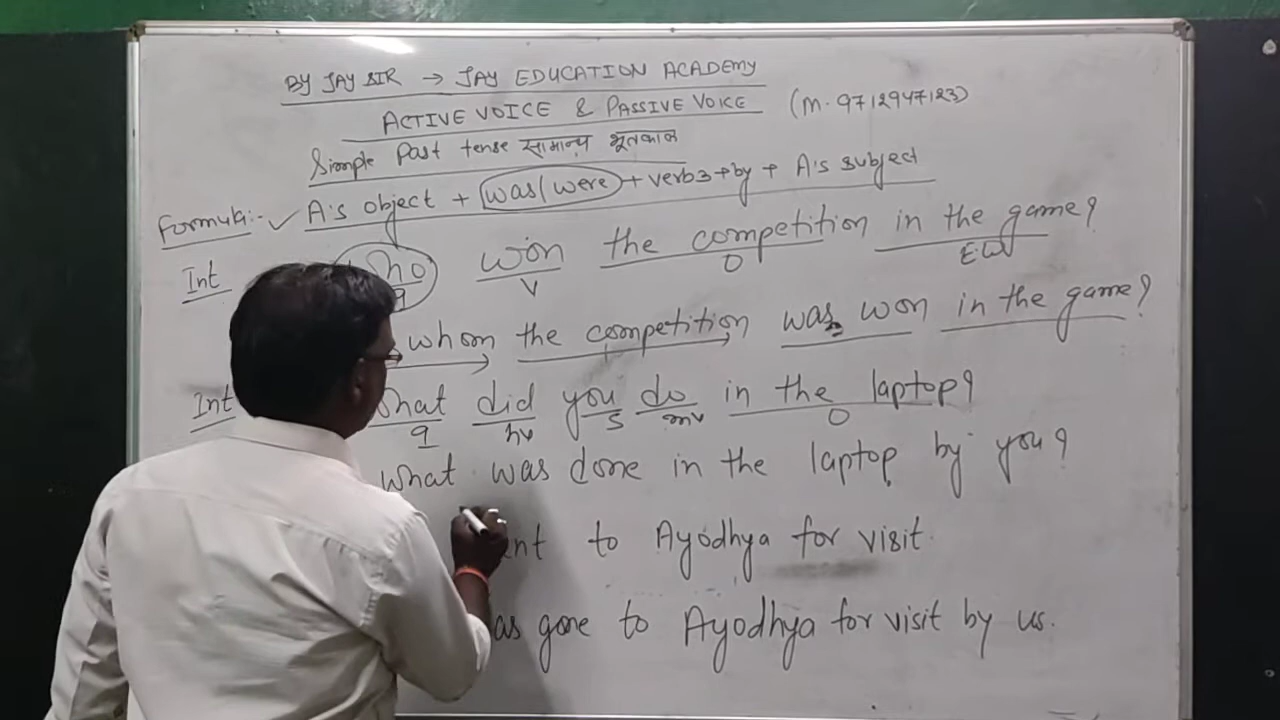 BY JAY SIR → JAY EDUCATION ACADEMY
ACTIVE VOICE & PASSIVE VOICE (M. 9712947123)
Simple Past tense सामान्य भूतकाल
Formula:- ✓ A's object + was/were + verb3 + by + A's subject
Int won the competition in the game?
q V O EW
whom the competition was won in the game?
Int What did you do in the laptop?
q hv S mv O
What was done in the laptop by you?
to Ayodhya for visit.
gone to Ayodhya for visit by us.